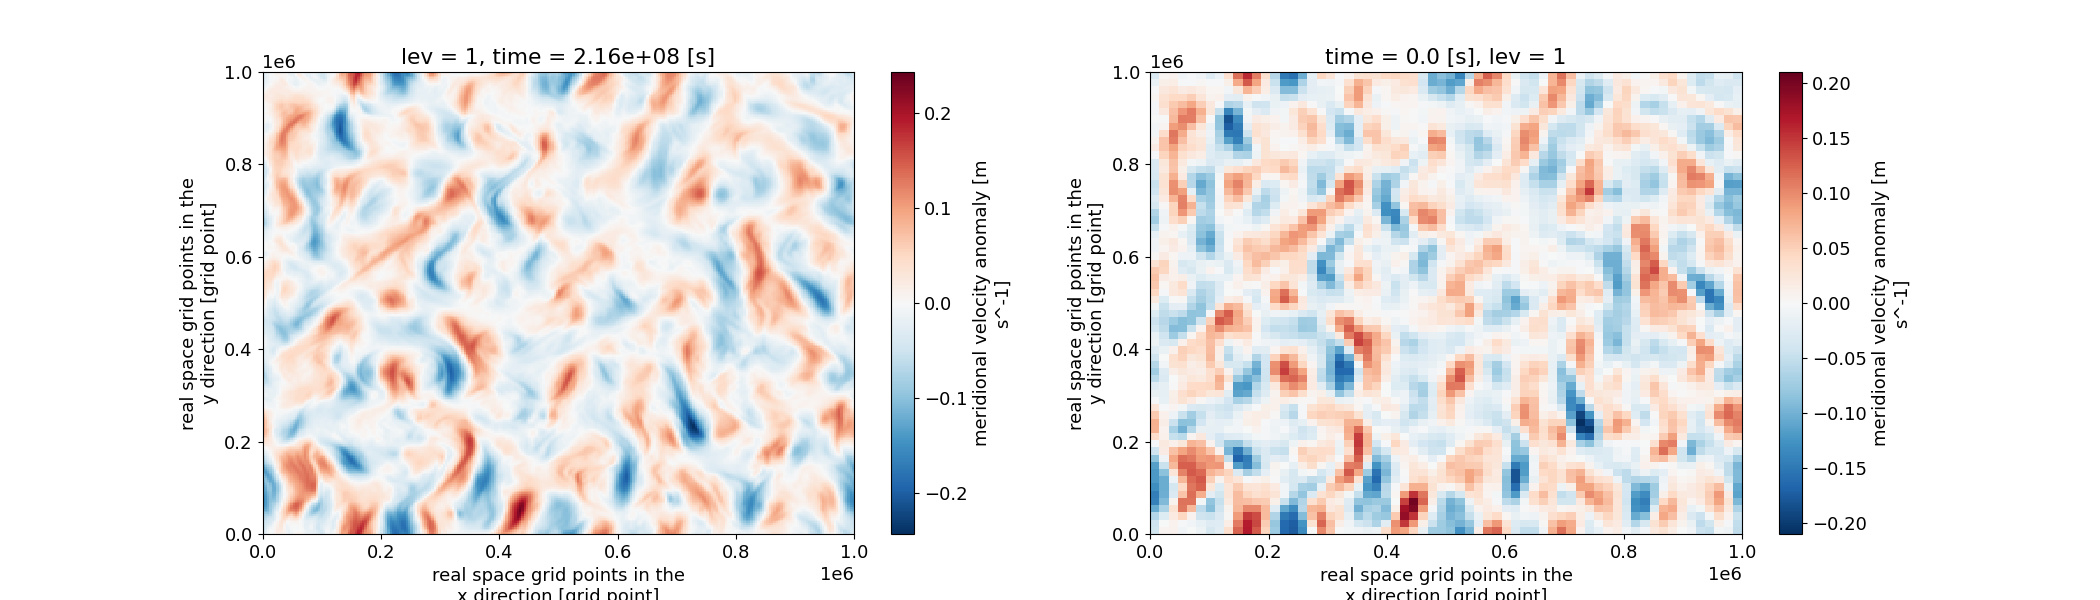 lev = 1, time = 2.16e+08 [s]
1e6
1.0
0.8
0.6
0.4
0.2
0.0
real space grid points in the
y direction [grid point]
0.0 0.2 0.4 0.6 0.8 1.0
1e6
real space grid points in the
x direction [grid point]
0.2
0.1
0.0
−0.1
−0.2
meridional velocity anomaly [m
s^-1]
time = 0.0 [s], lev = 1
1e6
1.0
0.8
0.6
0.4
0.2
0.0
real space grid points in the
y direction [grid point]
0.0 0.2 0.4 0.6 0.8 1.0
1e6
real space grid points in the
x direction [grid point]
0.20
0.15
0.10
0.05
0.00
−0.05
−0.10
−0.15
−0.20
meridional velocity anomaly [m
s^-1]